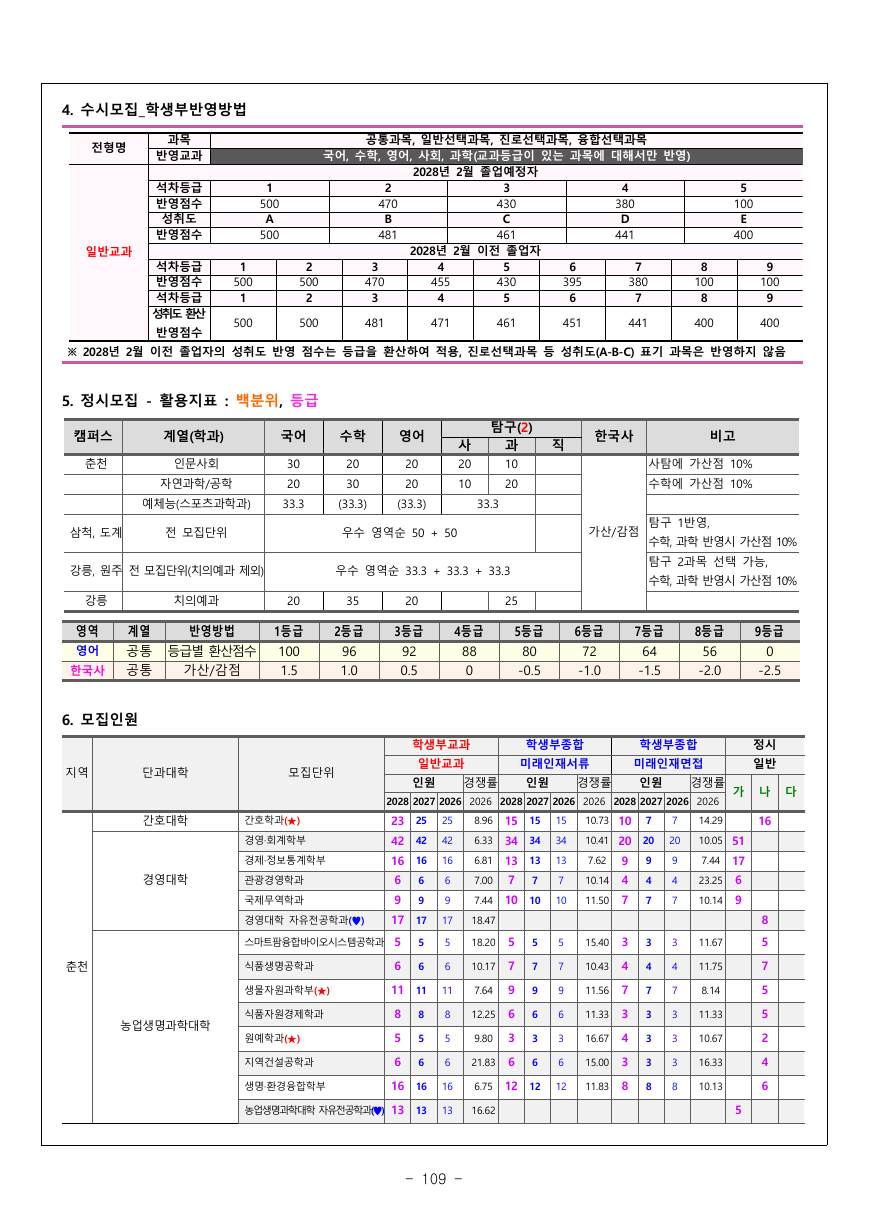 4. 수시모집_학생부반영방법
전형명 과목 공통과목, 일반선택과목, 진로선택과목, 융합선택과목
반영교과 국어, 수학, 영어, 사회, 과학(교과등급이 있는 과목에 대해서만 반영)
일반교과
2028년 2월 졸업예정자
석차등급 1 2 3 4 5
반영점수 500 470 430 380 100
성취도 A B C D E
반영점수 500 481 461 441 400
2028년 2월 이전 졸업자
석차등급 1 2 3 4 5 6 7 8 9
반영점수 500 500 470 455 430 395 380 100 100
석차등급 1 2 3 4 5 6 7 8 9
성취도 환산
반영점수 500 500 481 471 461 451 441 400 400
※ 2028년 2월 이전 졸업자의 성취도 반영 점수는 등급을 환산하여 적용, 진로선택과목 등 성취도(A-B-C) 표기 과목은 반영하지 않음
5. 정시모집 - 활용지표 : 백분위, 등급
캠퍼스 계열(학과) 국어 수학 영어 탐구(2) 한국사 비고
사 과 직
춘천 인문사회 30 20 20 20 10 사탐에 가산점 10%
자연과학/공학 20 30 20 10 20 수학에 가산점 10%
예체능(스포츠과학과) 33.3 (33.3) (33.3) 33.3
가산/감점
삼척, 도계 전 모집단위 우수 영역순 50 + 50 탐구 1반영,
수학, 과학 반영시 가산점 10%
강릉, 원주 전 모집단위(치의예과 제외) 우수 영역순 33.3 + 33.3 + 33.3 탐구 2과목 선택 가능,
수학, 과학 반영시 가산점 10%
강릉 치의예과 20 35 20 25
영역 계열 반영방법 1등급 2등급 3등급 4등급 5등급 6등급 7등급 8등급 9등급
영어 공통 등급별 환산점수 100 96 92 88 80 72 64 56 0
한국사 공통 가산/감점 1.5 1.0 0.5 0 -0.5 -1.0 -1.5 -2.0 -2.5
6. 모집인원
지역 단과대학 모집단위 학생부교과 학생부종합 학생부종합 정시
일반교과 미래인재서류 미래인재면접 일반
인원 경쟁률 인원 경쟁률 인원 경쟁률 가 나 다
2028 2027 2026 2026 2028 2027 2026 2026 2028 2027 2026 2026
춘천
간호대학 간호학과(★) 23 25 25 8.96 15 15 15 10.73 10 7 7 14.29 16
경영대학
경영·회계학부 42 42 42 6.33 34 34 34 10.41 20 20 20 10.05 51
경제·정보통계학부 16 16 16 6.81 13 13 13 7.62 9 9 9 7.44 17
관광경영학과 6 6 6 7.00 7 7 7 10.14 4 4 4 23.25 6
국제무역학과 9 9 9 7.44 10 10 10 11.50 7 7 7 10.14 9
경영대학 자유전공학과(♥) 17 17 17 18.47 8
농업생명과학대학
스마트팜융합바이오시스템공학과 5 5 5 18.20 5 5 5 15.40 3 3 3 11.67 5
식품생명공학과 6 6 6 10.17 7 7 7 10.43 4 4 4 11.75 7
생물자원과학부(★) 11 11 11 7.64 9 9 9 11.56 7 7 7 8.14 5
식품자원경제학과 8 8 8 12.25 6 6 6 11.33 3 3 3 11.33 5
원예학과(★) 5 5 5 9.80 3 3 3 16.67 4 3 3 10.67 2
지역건설공학과 6 6 6 21.83 6 6 6 15.00 3 3 3 16.33 4
생명·환경융합학부 16 16 16 6.75 12 12 12 11.83 8 8 8 10.13 6
농업생명과학대학 자유전공학과(♥) 13 13 13 16.62 5
- 109 -